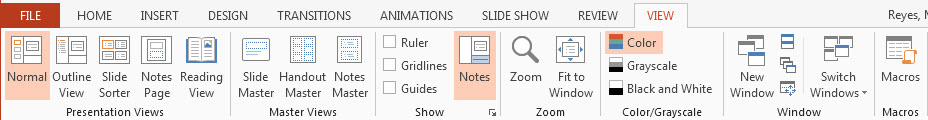 FILE HOME INSERT DESIGN TRANSITIONS ANIMATIONS SLIDE SHOW REVIEW VIEW Reyes,
Normal
Outline View
Slide Sorter
Notes Page
Reading View
Presentation Views
Slide Master
Handout Master
Notes Master
Master Views
Ruler
Gridlines
Guides
Notes
Show
Zoom
Fit to Window
Zoom
Color
Grayscale
Black and White
Color/Grayscale
New Window
Switch Windows
Window
Macros
Macros